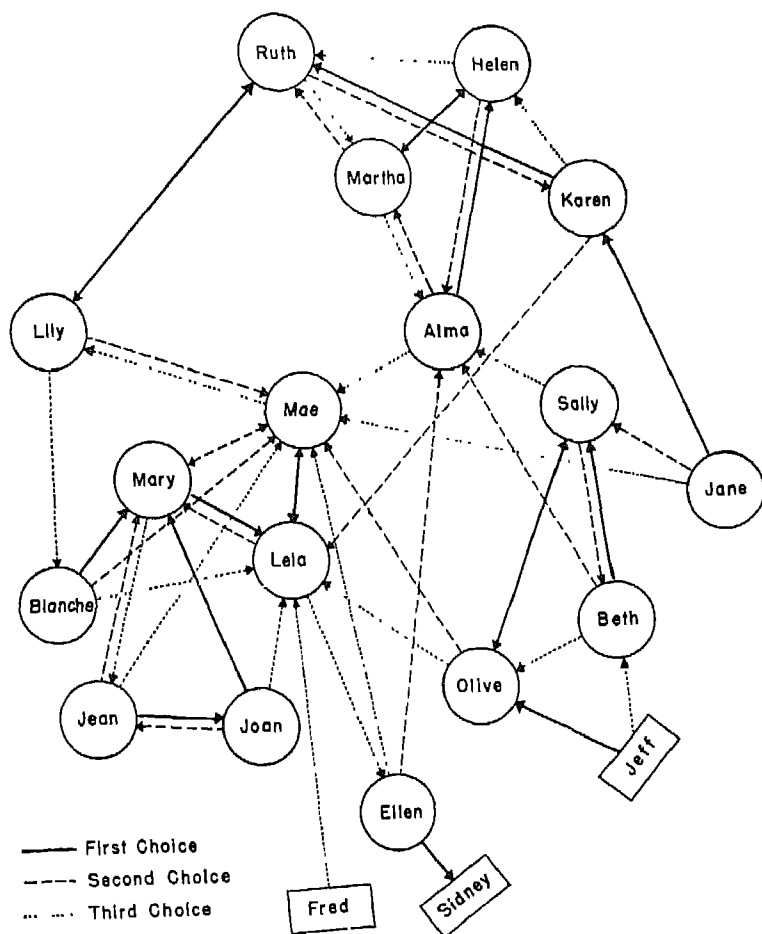 Ruth
Helen
Martha
Karen
Lily
Alma
Mae
Sally
Mary
Jane
Lela
Blanche
Beth
Olive
Jean
Joan
Jeff
Ellen
First Choice
Second Choice
Sidney
Fred
Third Choice